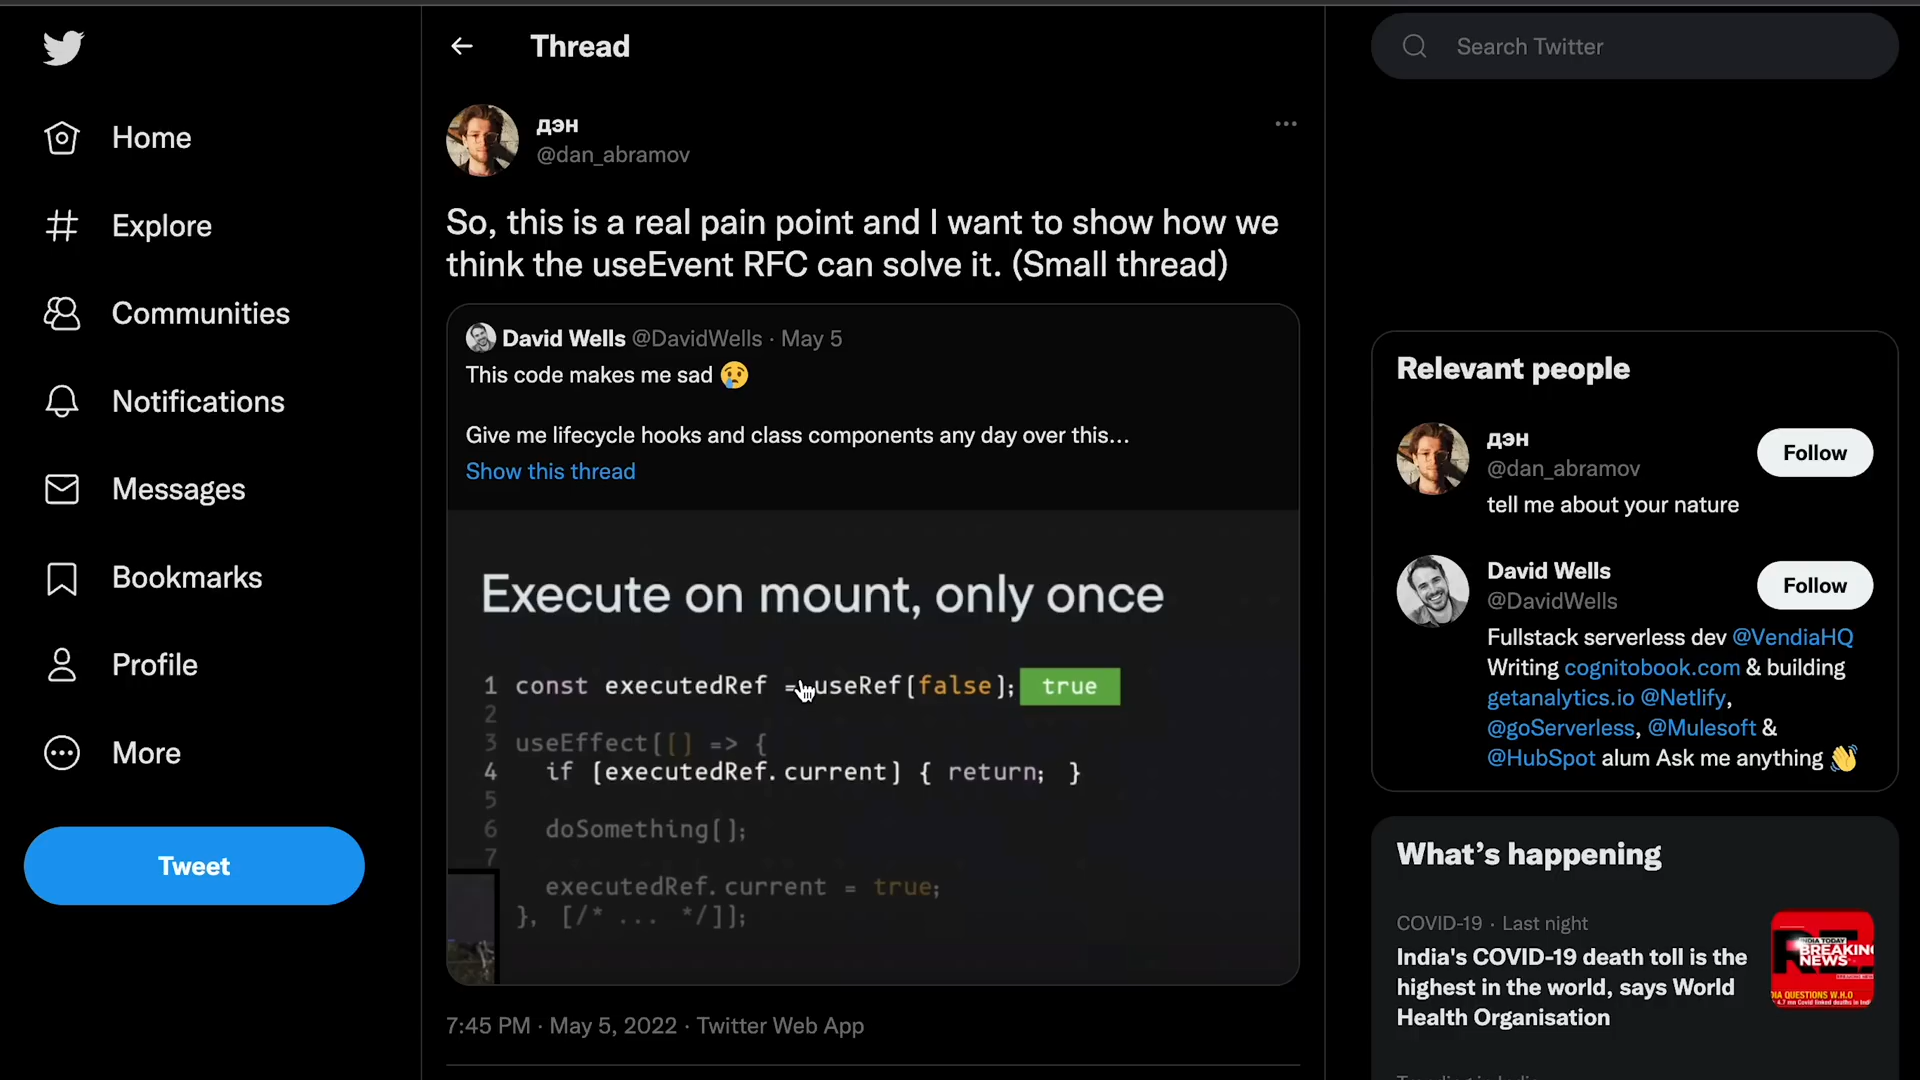 Home
Explore
Communities
Notifications
Messages
Bookmarks
Profile
More
Tweet
Thread
дэн
@dan_abramov
So, this is a real pain point and I want to show how we
think the useEvent RFC can solve it. (Small thread)
David Wells @DavidWells · May 5
This code makes me sad 😢
Give me lifecycle hooks and class components any day over this...
Show this thread
Execute on mount, only once
1 const executedRef = useRef[false]; true
2
3 useEffect[[] => {
4 if [executedRef.current] { return; }
5
6 doSomething[];
7
executedRef.current = true;
}, [/* ... */]];
7:45 PM · May 5, 2022 · Twitter Web App
Search Twitter
Relevant people
дэн
@dan_abramov
Follow
tell me about your nature
David Wells
@DavidWells
Follow
Fullstack serverless dev @VendiaHQ
Writing cognitobook.com & building
getanalytics.io @Netlify,
@goServerless, @Mulesoft &
@HubSpot alum Ask me anything 👋
What's happening
COVID-19 · Last night
India's COVID-19 death toll is the
highest in the world, says World
Health Organisation
INDIA TODAY
BREAKING
NEWS
DIA QUESTIONS W.H.O